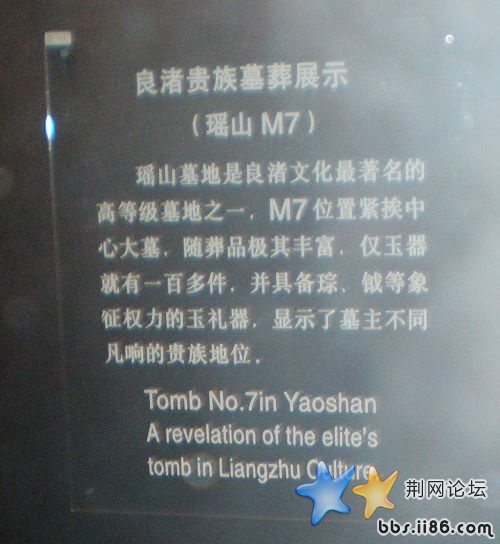 良渚贵族墓葬展示
（瑶山 M7）
瑶山墓地是良渚文化最著名的
高等级墓地之一，M7 位置紧挨中
心大墓，随葬品极其丰富，仅玉器
就有一百多件，并具备琮、钺等象
征权力的玉礼器，显示了墓主不同
凡响的贵族地位。
Tomb No.7in Yaoshan
A revelation of the elite's
tomb in Liangzhu Culture
荆网论坛
bbs.ii86.com